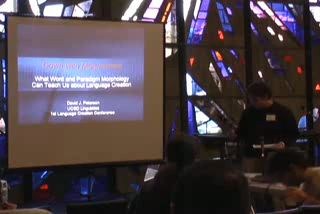 What Word and Paradigm Morphology
Can Teach Us about Language Creation
David J. Peterson
UCSD Linguistics
1st Language Creation Conference